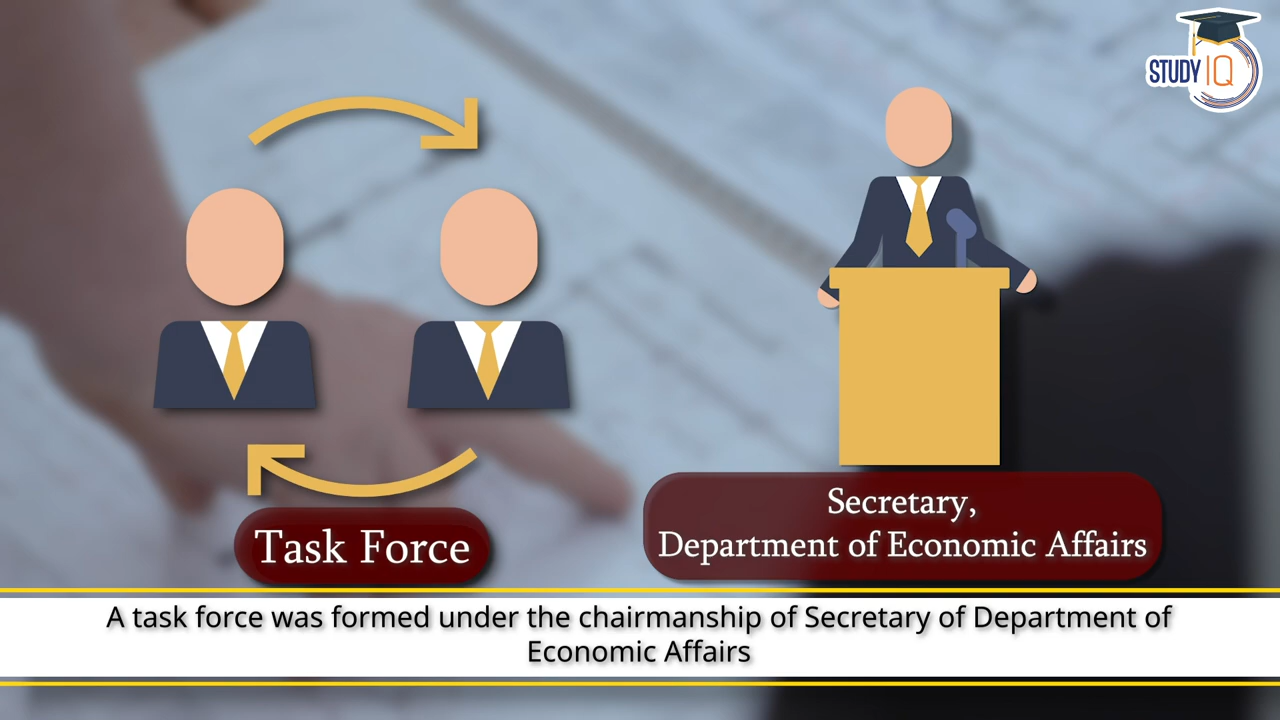 STUDY IQ
Task Force
Secretary,
Department of Economic Affairs
A task force was formed under the chairmanship of Secretary of Department of
Economic Affairs